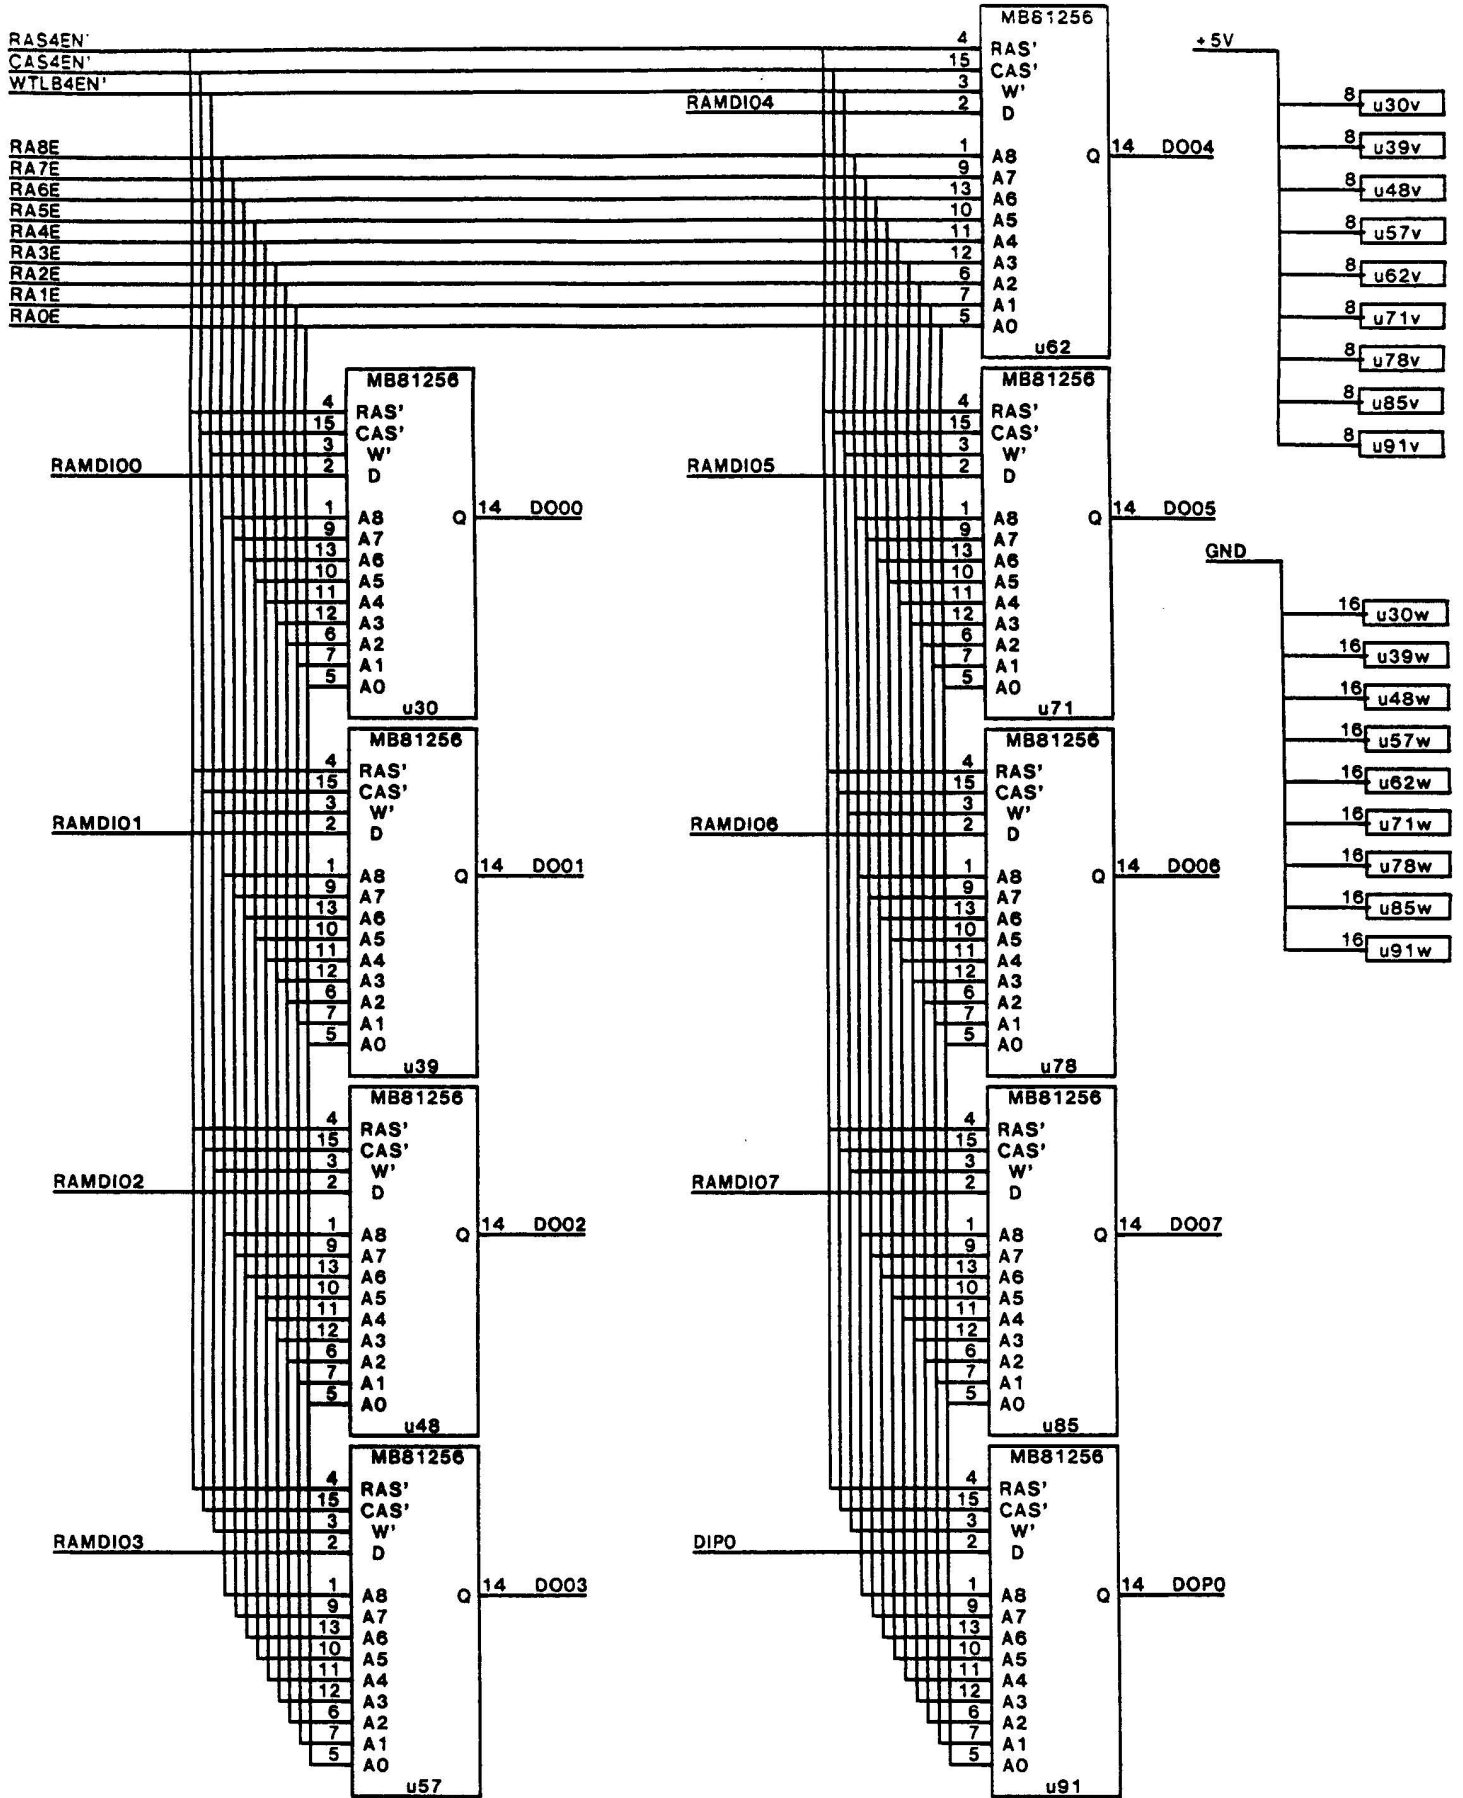 RAS4EN'
CAS4EN'
WTLB4EN'
RA8E
RA7E
RA6E
RA5E
RA4E
RA3E
RA2E
RA1E
RA0E
MB81256
4 RAS'
15 CAS'
3 W'
RAMDI04 2 D
1 A8 Q 14 DO04
9 A7
13 A6
10 A5
11 A4
12 A3
6 A2
7 A1
5 A0
u62
MB81256
4 RAS'
15 CAS'
3 W'
RAMDI00 2 D
1 A8 Q 14 DO00
9 A7
13 A6
10 A5
11 A4
12 A3
6 A2
7 A1
5 A0
u30
MB81256
4 RAS'
15 CAS'
3 W'
RAMDI01 2 D
1 A8 Q 14 DO01
9 A7
13 A6
10 A5
11 A4
12 A3
6 A2
7 A1
5 A0
u39
MB81256
4 RAS'
15 CAS'
3 W'
RAMDI02 2 D
1 A8 Q 14 DO02
9 A7
13 A6
10 A5
11 A4
12 A3
6 A2
7 A1
5 A0
u48
MB81256
4 RAS'
15 CAS'
3 W'
RAMDI03 2 D
1 A8 Q 14 DO03
9 A7
13 A6
10 A5
11 A4
12 A3
6 A2
7 A1
5 A0
u57
MB81256
4 RAS'
15 CAS'
3 W'
RAMDI05 2 D
1 A8 Q 14 DO05
9 A7
13 A6
10 A5
11 A4
12 A3
6 A2
7 A1
5 A0
u71
MB81256
4 RAS'
15 CAS'
3 W'
RAMDI06 2 D
1 A8 Q 14 DO06
9 A7
13 A6
10 A5
11 A4
12 A3
6 A2
7 A1
5 A0
u78
MB81256
4 RAS'
15 CAS'
3 W'
RAMDI07 2 D
1 A8 Q 14 DO07
9 A7
13 A6
10 A5
11 A4
12 A3
6 A2
7 A1
5 A0
u85
MB81256
4 RAS'
15 CAS'
3 W'
DIP0 2 D
1 A8 Q 14 DOP0
9 A7
13 A6
10 A5
11 A4
12 A3
6 A2
7 A1
5 A0
u91
+5V
8 u30v
8 u39v
8 u48v
8 u57v
8 u62v
8 u71v
8 u78v
8 u85v
8 u91v
GND
16 u30w
16 u39w
16 u48w
16 u57w
16 u62w
16 u71w
16 u78w
16 u85w
16 u91w